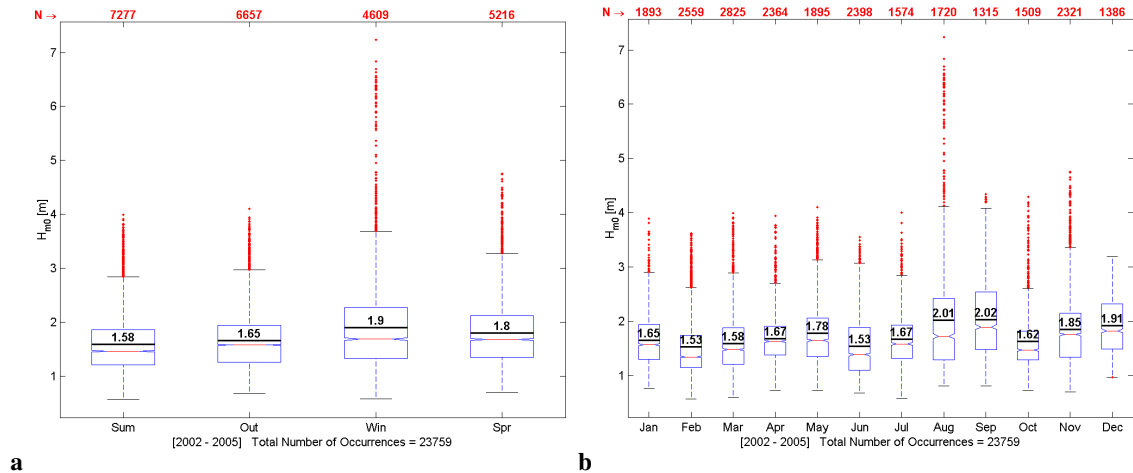 N → 7277 6657 4609 5216
7
6
5
4
3
2
1
Hm0 [m]
1.58 1.65 1.9 1.8
Sum Out Win Spr
[2002 - 2005] Total Number of Occurrences = 23759
a
N → 1893 2559 2825 2364 1895 2398 1574 1720 1315 1509 2321 1386
7
6
5
4
3
2
1
Hm0 [m]
1.65 1.53 1.58 1.67 1.78 1.53 1.67 2.01 2.02 1.62 1.85 1.91
Jan Feb Mar Apr May Jun Jul Aug Sep Oct Nov Dec
[2002 - 2005] Total Number of Occurrences = 23759
b